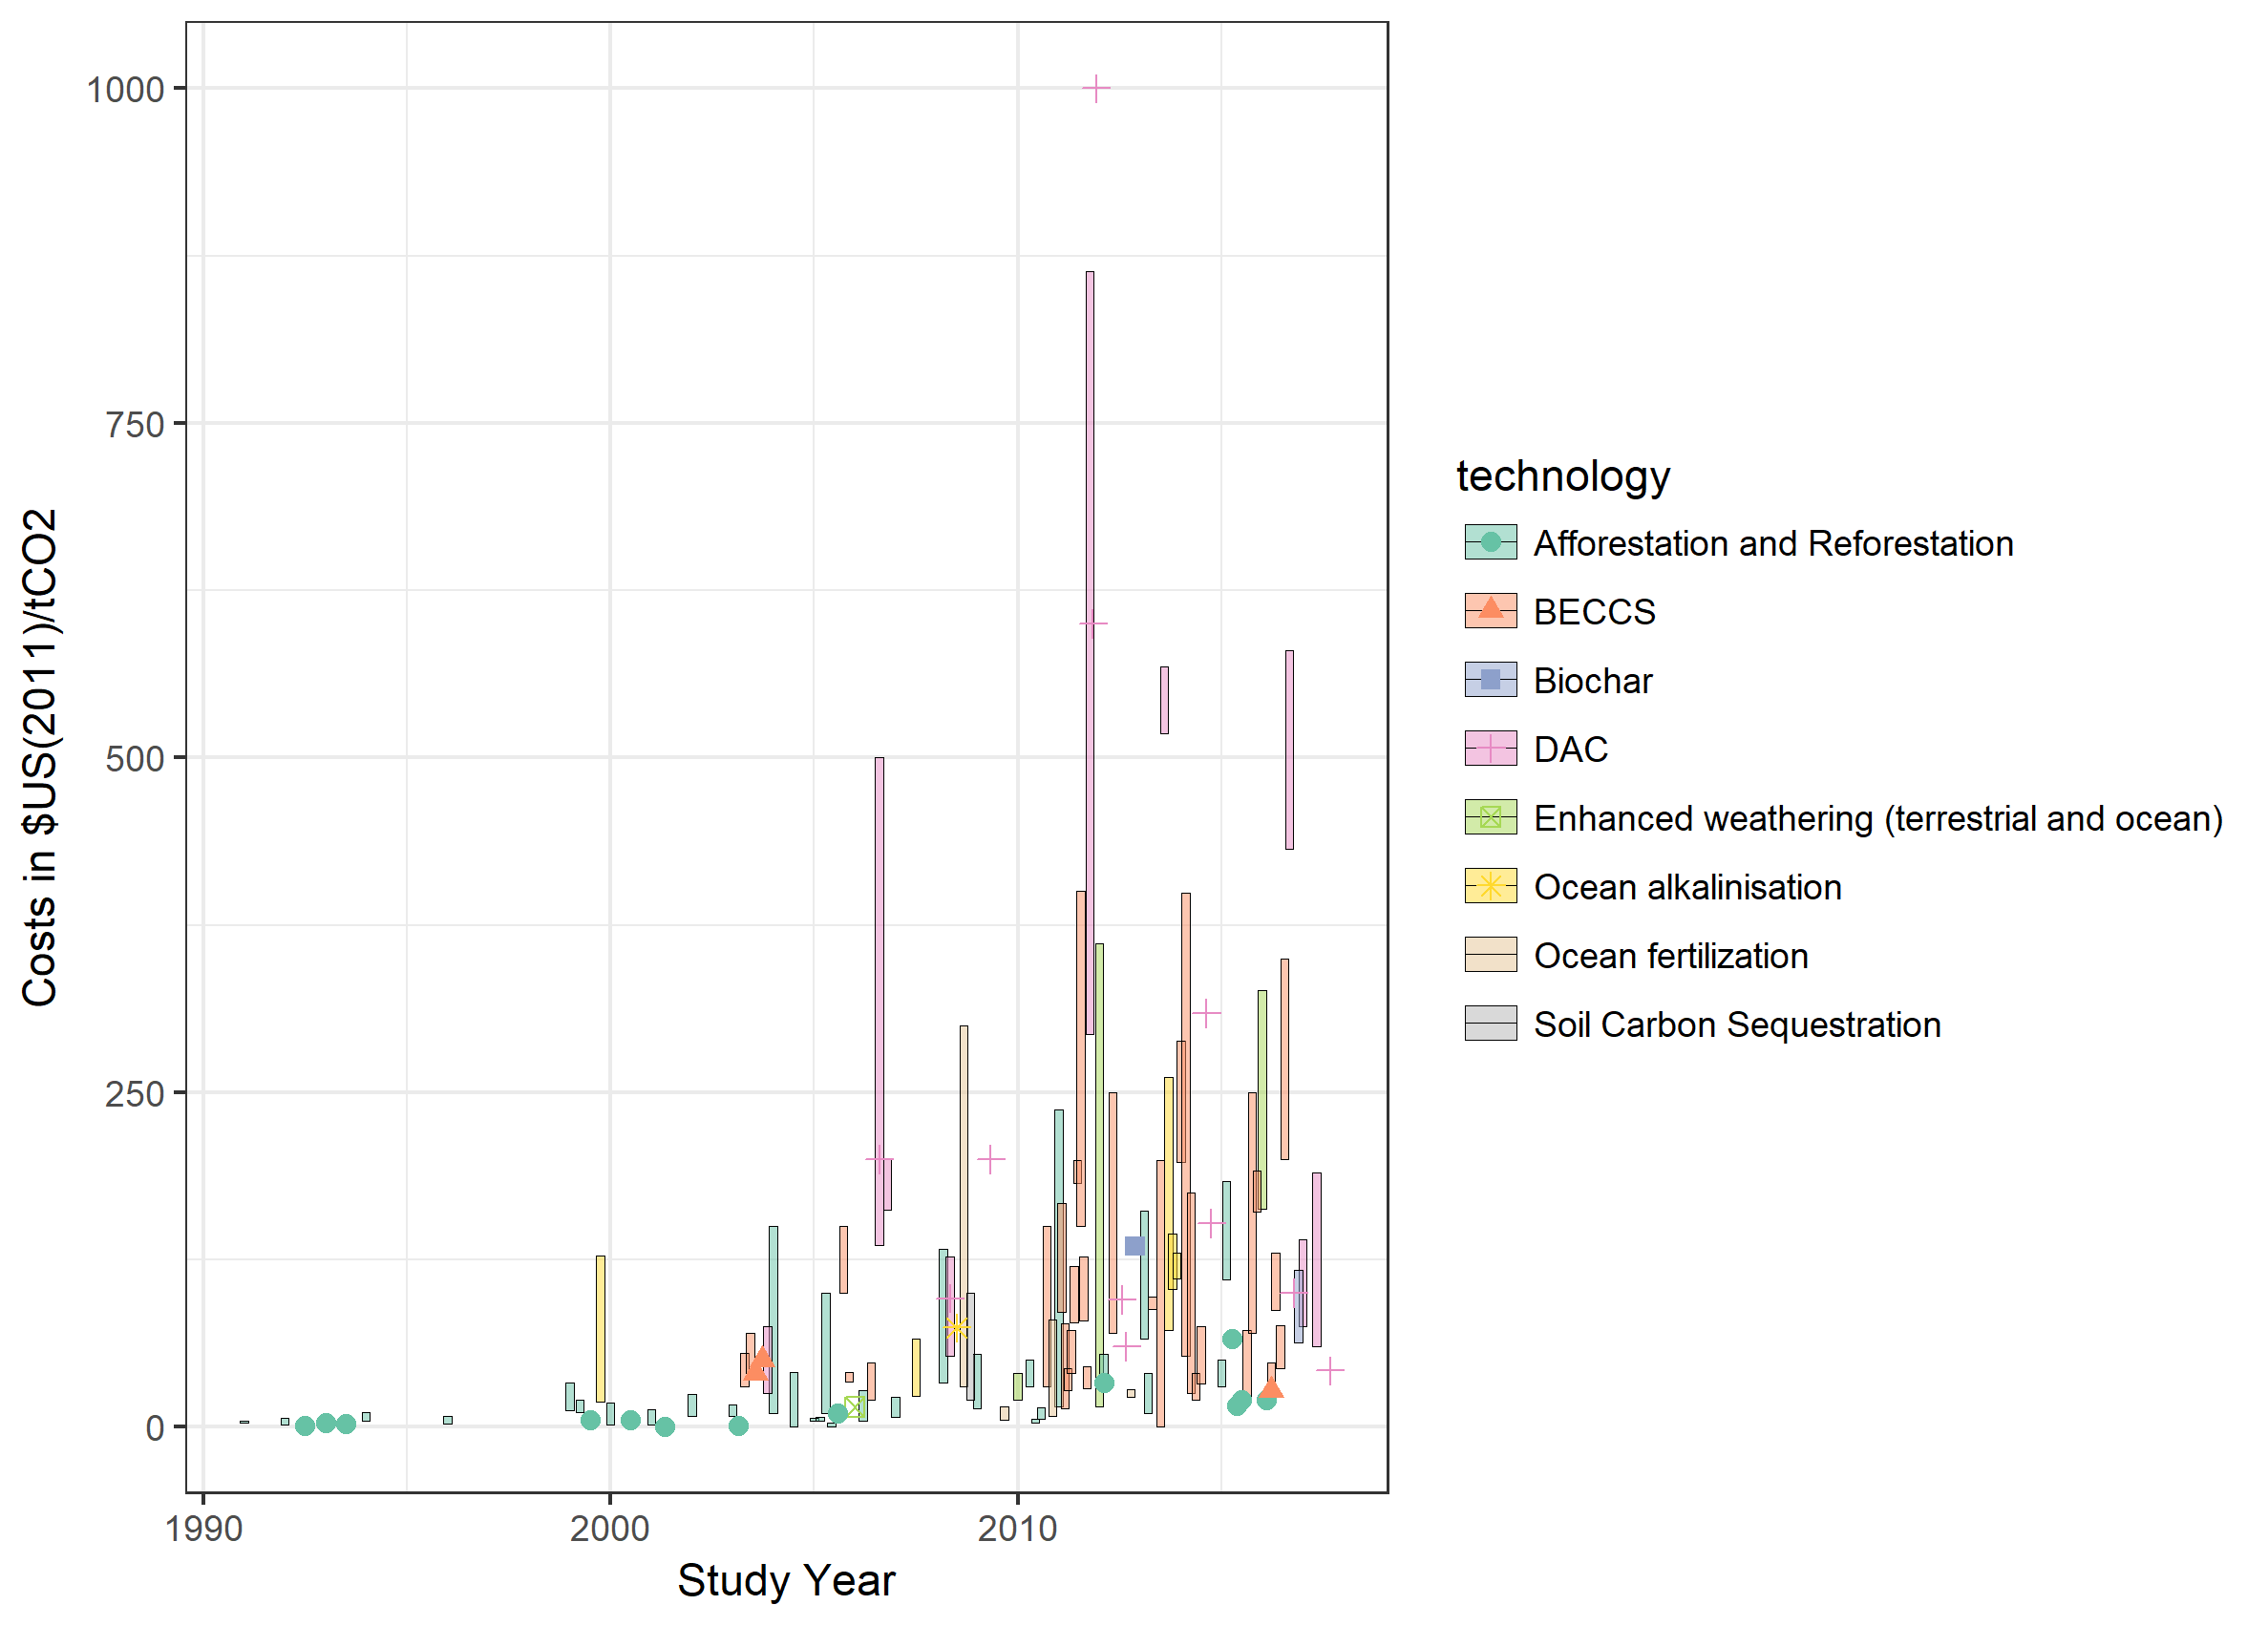 1000
750
500
250
0
Costs in $US(2011)/tCO2
1990
2000
2010
Study Year
technology
Afforestation and Reforestation
BECCS
Biochar
DAC
Enhanced weathering (terrestrial and ocean)
Ocean alkalinisation
Ocean fertilization
Soil Carbon Sequestration